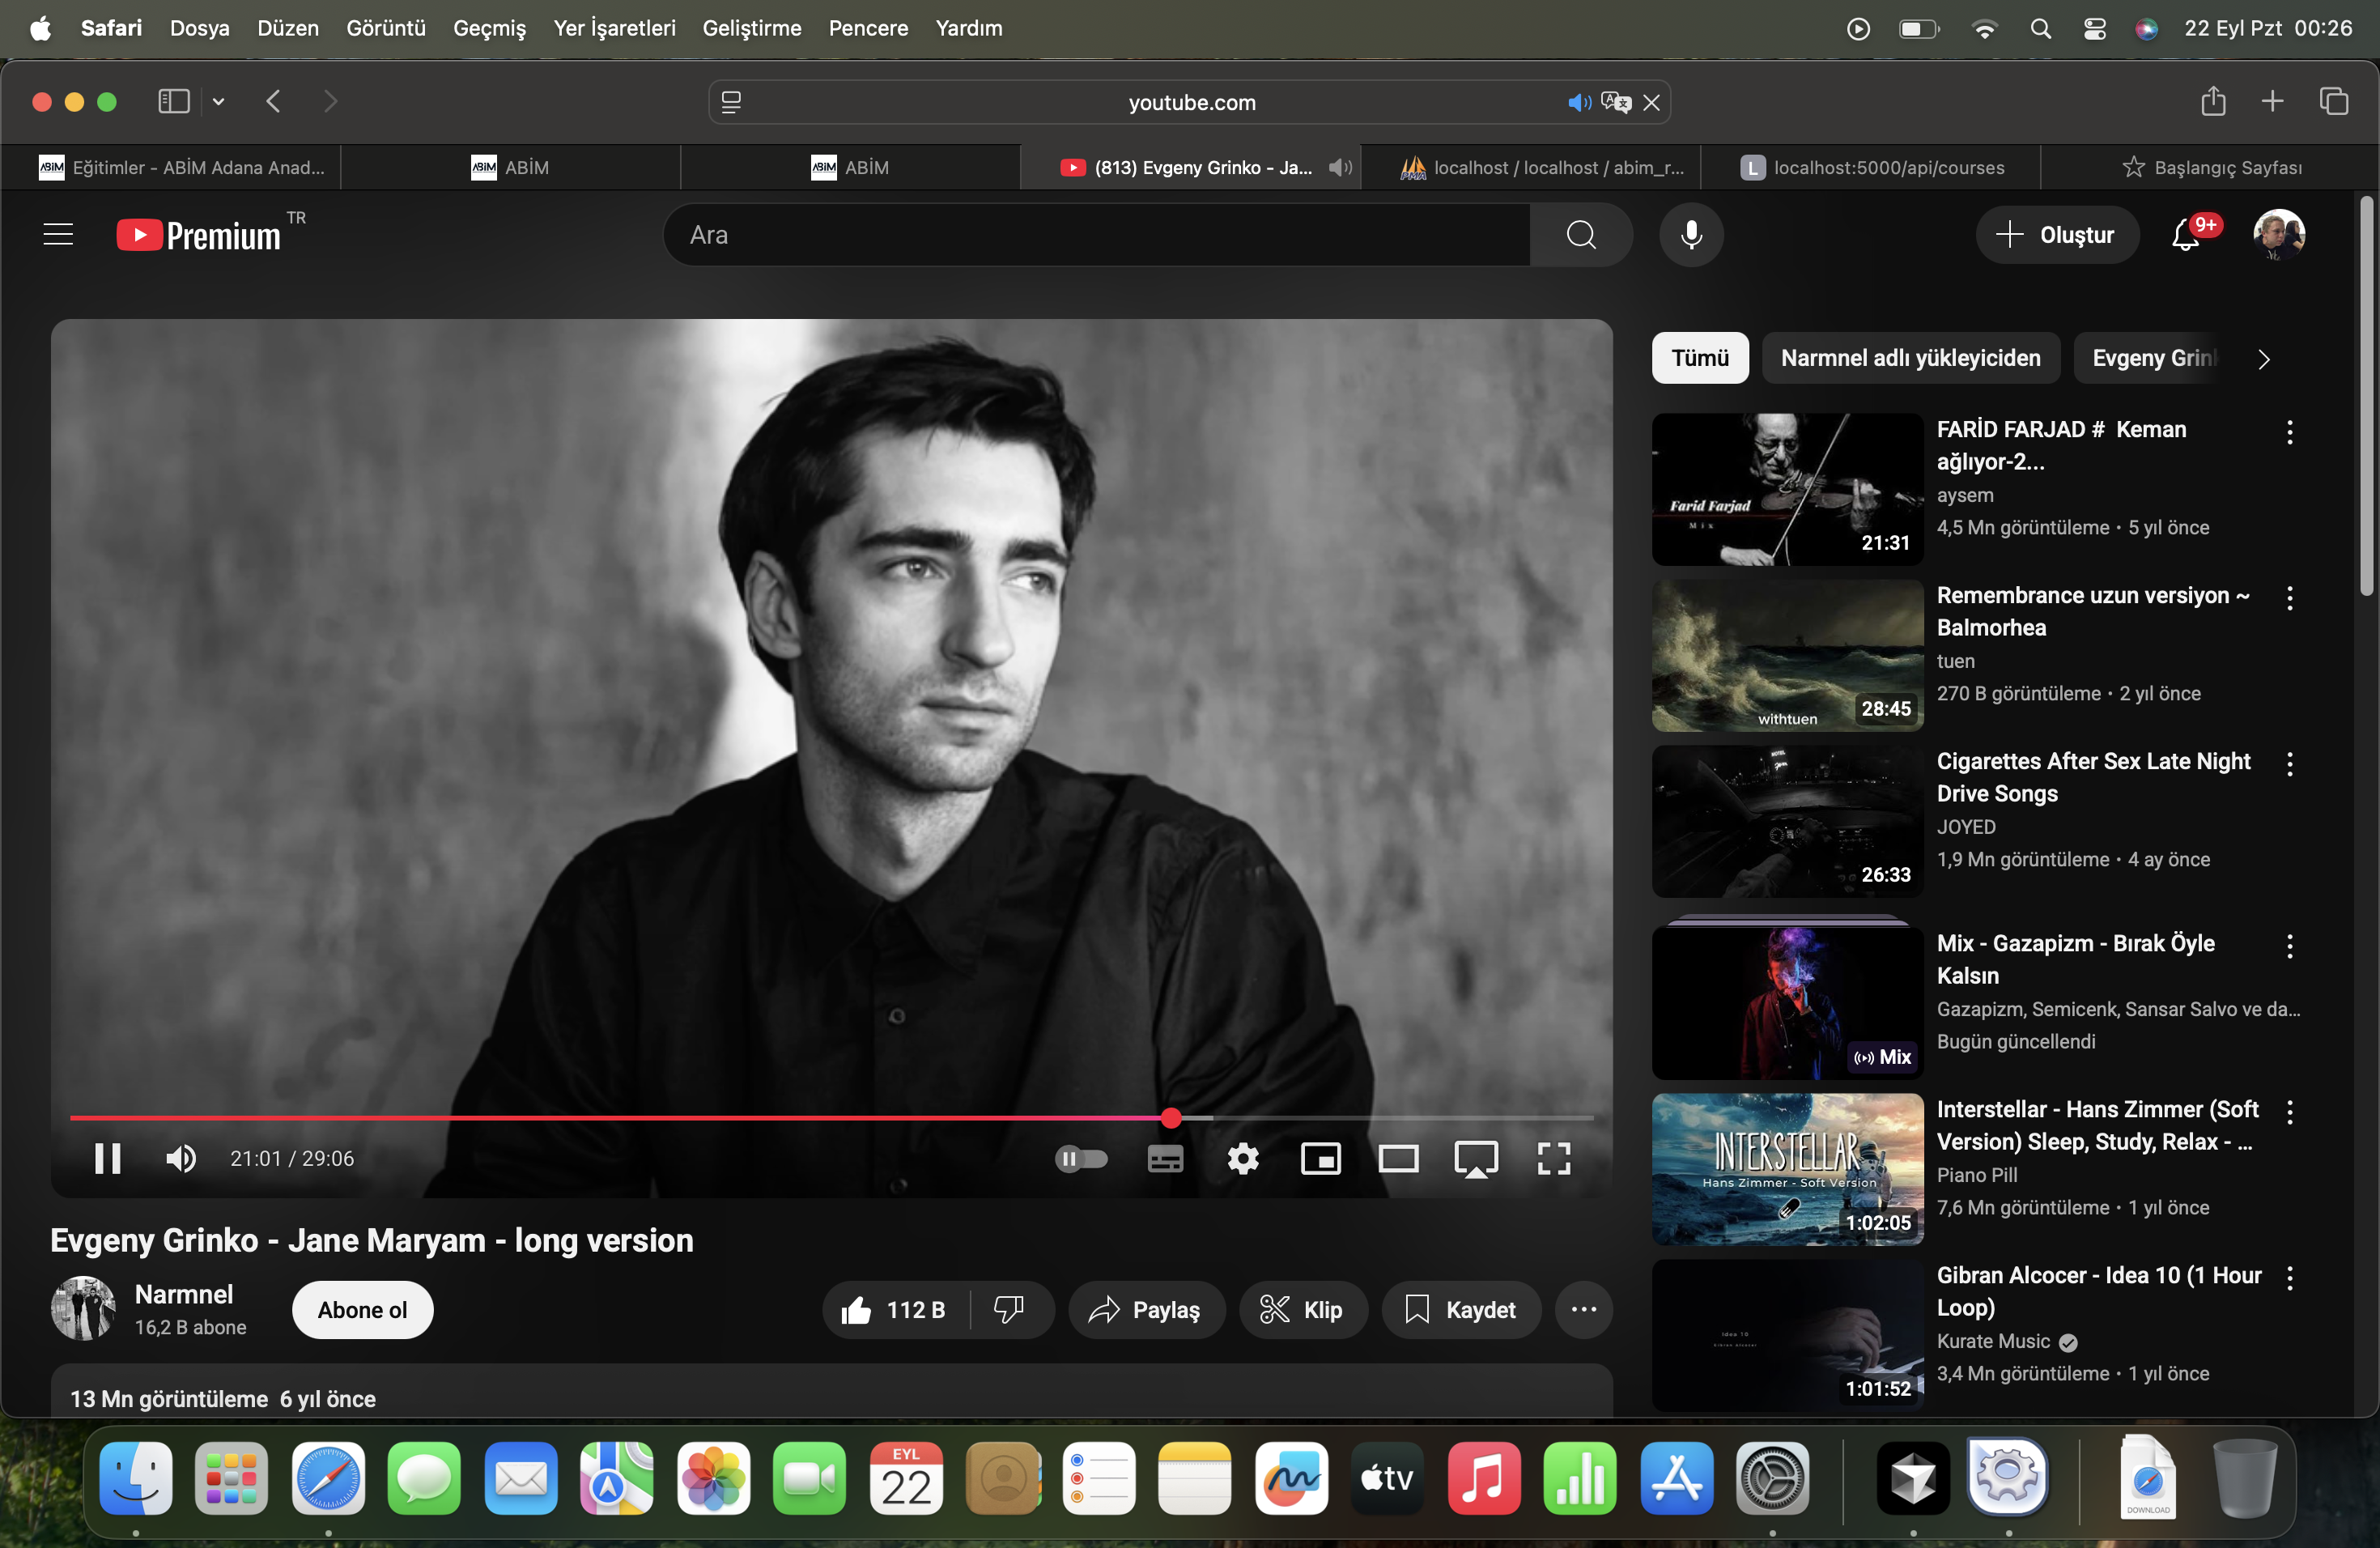 Safari Dosya Düzen Görüntü Geçmiş Yer İşaretleri Geliştirme Pencere Yardım
22 Eyl Pzt 00:26
youtube.com
Eğitimler - ABİM Adana Anad...
ABİM
ABİM
(813) Evgeny Grinko - Ja...
localhost / localhost / abim_r...
L localhost:5000/api/courses
Başlangıç Sayfası
Premium TR
Ara
Oluştur
9+
Tümü
Narmnel adlı yükleyiciden
Evgeny Grink
Farid Farjad
Mix
21:31
FARİD FARJAD # Keman
ağlıyor-2...
aysem
4,5 Mn görüntüleme • 5 yıl önce
withtuen
28:45
Remembrance uzun versiyon ~
Balmorhea
tuen
270 B görüntüleme • 2 yıl önce
26:33
Cigarettes After Sex Late Night
Drive Songs
JOYED
1,9 Mn görüntüleme • 4 ay önce
Mix
Mix - Gazapizm - Bırak Öyle
Kalsın
Gazapizm, Semicenk, Sansar Salvo ve da...
Bugün güncellendi
INTERSTELLAR
Hans Zimmer - Soft Version
1:02:05
Interstellar - Hans Zimmer (Soft
Version) Sleep, Study, Relax - ...
Piano Pill
7,6 Mn görüntüleme • 1 yıl önce
Idea 10
1:01:52
Gibran Alcocer - Idea 10 (1 Hour
Loop)
Kurate Music
3,4 Mn görüntüleme • 1 yıl önce
21:01 / 29:06
Evgeny Grinko - Jane Maryam - long version
Narmnel
16,2 B abone
Abone ol
112 B
Paylaş
Klip
Kaydet
13 Mn görüntüleme 6 yıl önce
EYL
22
tv
DOWNLOAD